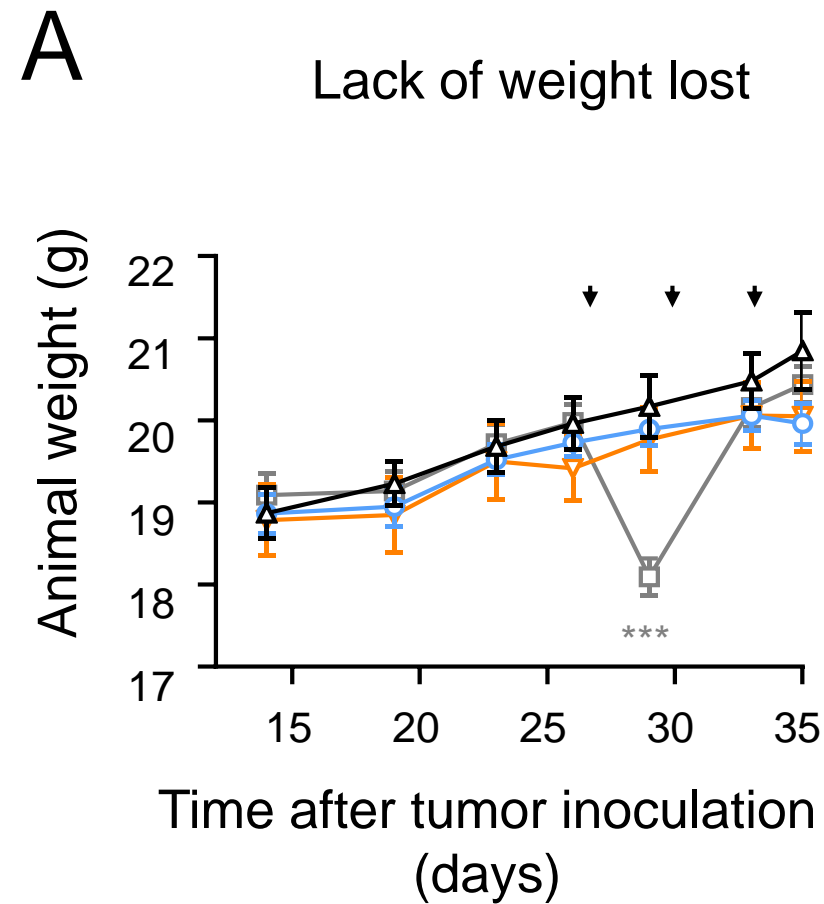 A
Lack of weight lost
Animal weight (g)
22
21
20
19
18
17
***
15 20 25 30 35
Time after tumor inoculation
(days)